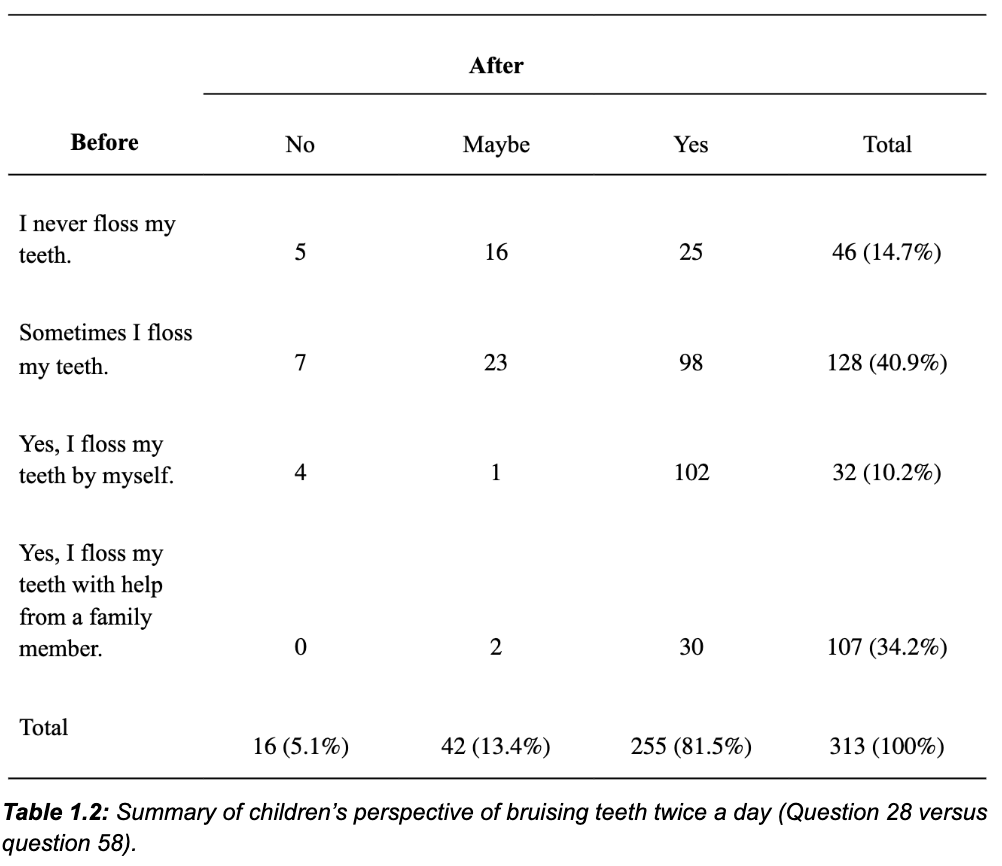 After
Before No Maybe Yes Total
I never floss my
teeth. 5 16 25 46 (14.7%)
Sometimes I floss
my teeth. 7 23 98 128 (40.9%)
Yes, I floss my
teeth by myself. 4 1 102 32 (10.2%)
Yes, I floss my
teeth with help
from a family
member. 0 2 30 107 (34.2%)
Total
16 (5.1%) 42 (13.4%) 255 (81.5%) 313 (100%)
Table 1.2: Summary of children’s perspective of bruising teeth twice a day (Question 28 versus
question 58).